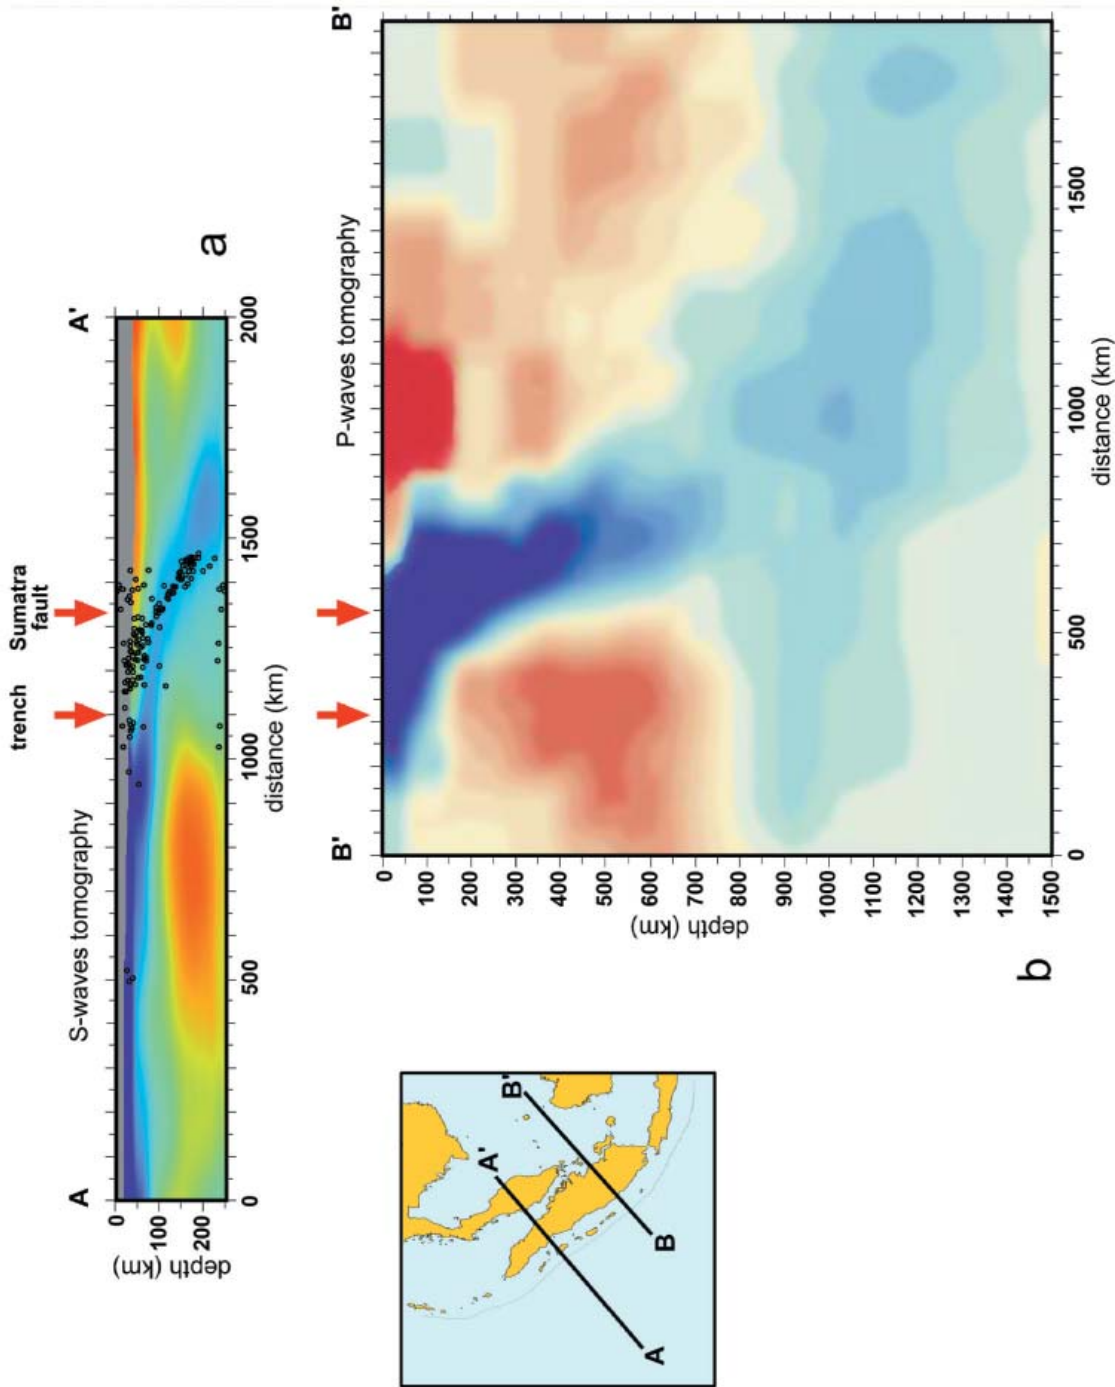 trench
Sumatra
fault
S-waves tomography
A
A'
0
100
200
depth (km)
0
500
1000
1500
2000
distance (km)
a
P-waves tomography
B'
B'
0
100
200
300
400
500
600
700
800
900
1000
1100
1200
1300
1400
1500
depth (km)
0
500
1000
1500
distance (km)
b
A
A'
B
B'